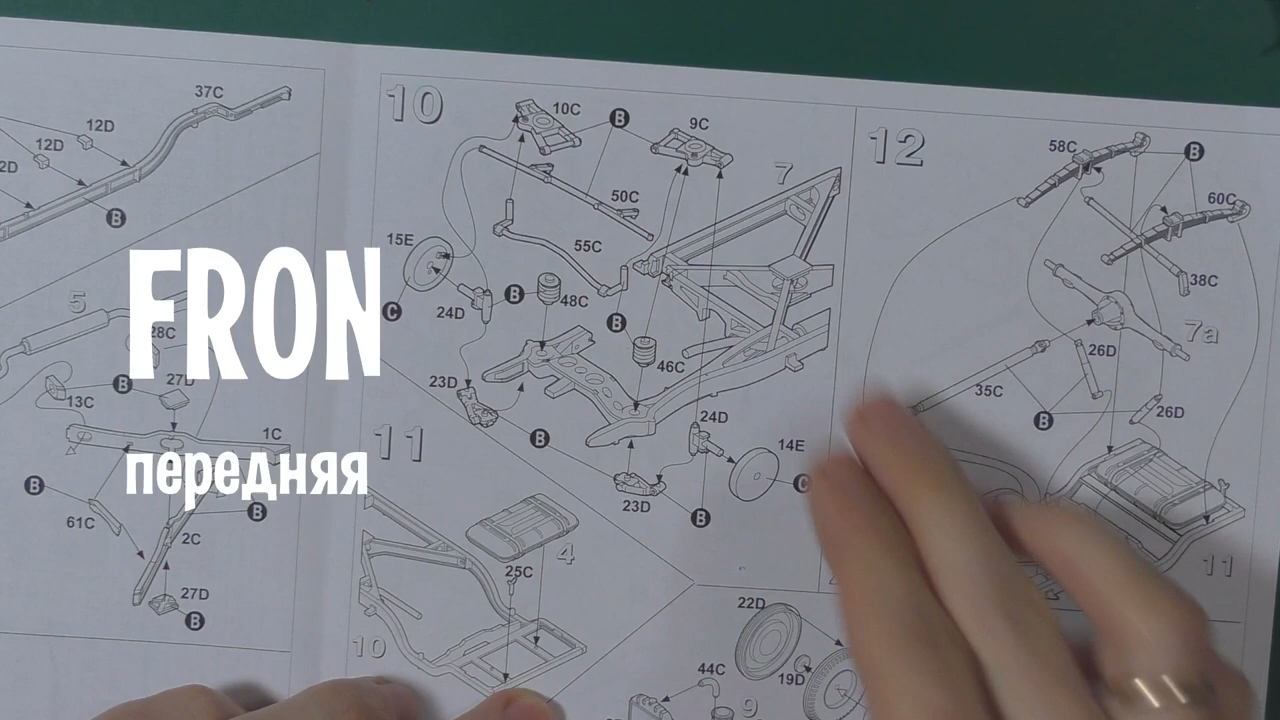 37C
12D
12D
2D
B
5
28C
27D
B
13C
1C
B
61C
2C
B
27D
B
FRON
передняя
10
10C
B
9C
7
50C
55C
15E
C
24D
B
48C
B
46C
23D
B
24D
14E
C
23D
B
11
4
25C
10
22D
19D
44C
9
12
58C
B
60C
38C
7a
26D
35C
B
26D
11